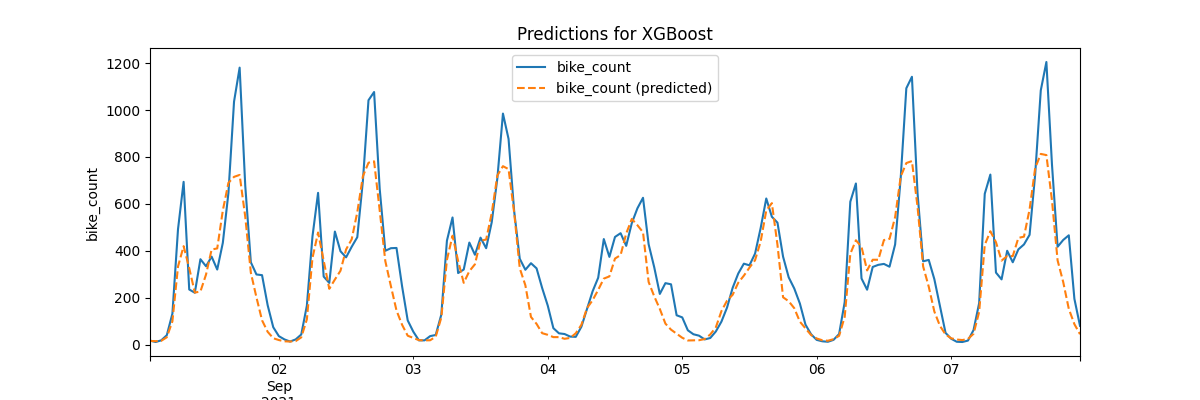 Predictions for XGBoost
bike_count
bike_count (predicted)
1200
1000
800
600
400
200
0
bike_count
02 03 04 05 06 07
Sep
2021